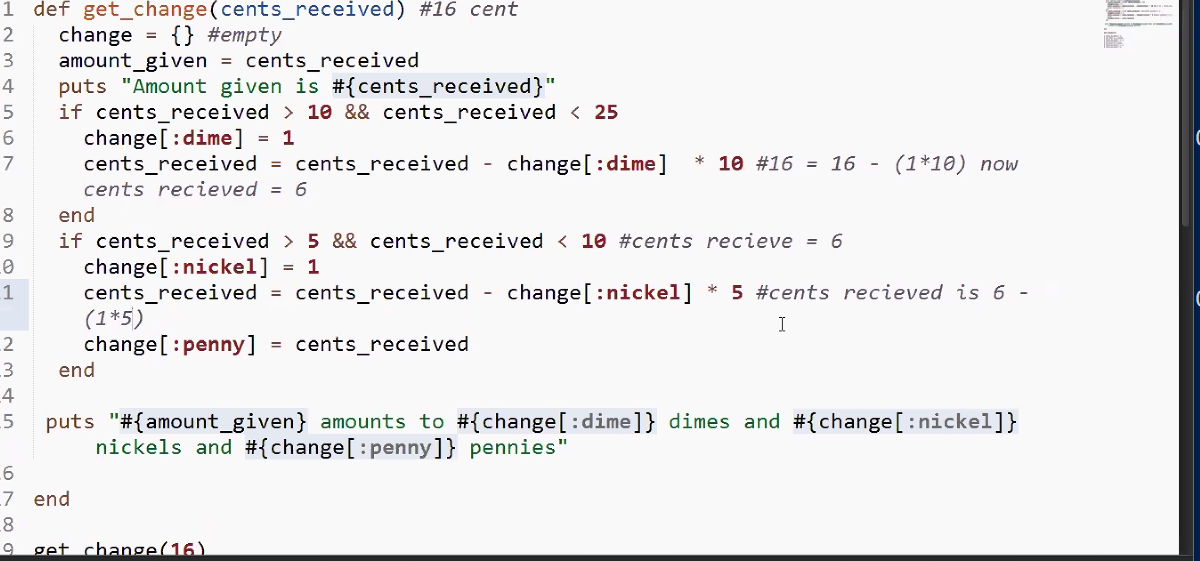 1 def get_change(cents_received) #16 cent
2 change = {} #empty
3 amount_given = cents_received
4 puts "Amount given is #{cents_received}"
5 if cents_received > 10 && cents_received < 25
6 change[:dime] = 1
7 cents_received = cents_received - change[:dime]  * 10 #16 = 16 - (1*10) now
cents recieved = 6
8 end
9 if cents_received > 5 && cents_received < 10 #cents recieve = 6
0 change[:nickel] = 1
1 cents_received = cents_received - change[:nickel] * 5 #cents recieved is 6 -
(1*5)
2 change[:penny] = cents_received
3 end
4
5 puts "#{amount_given} amounts to #{change[:dime]} dimes and #{change[:nickel]}
nickels and #{change[:penny]} pennies"
6
7 end
8
9 get_change(16)